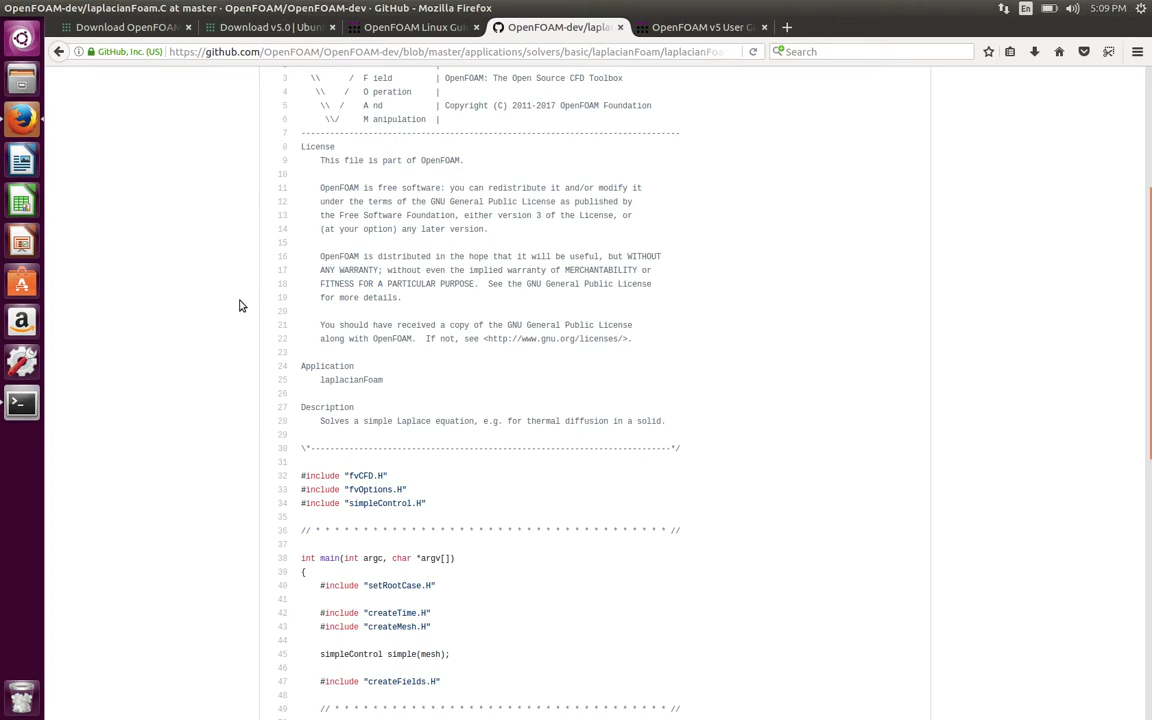 OpenFOAM-dev/laplacianFoam.C at master · OpenFOAM/OpenFOAM-dev · GitHub - Mozilla Firefox
En
5:09 PM
Download OpenFOAM
Download v5.0 | Ubun
OpenFOAM Linux Gui
OpenFOAM-dev/lapla
OpenFOAM v5 User G
GitHub, Inc. (US)
https://github.com/OpenFOAM/OpenFOAM-dev/blob/master/applications/solvers/basic/laplacianFoam/laplacianFoam
Search
3 \\ / F ield | OpenFOAM: The Open Source CFD Toolbox
4 \\ / O peration |
5 \\ / A nd | Copyright (C) 2011-2017 OpenFOAM Foundation
6 \\/ M anipulation |
7 -------------------------------------------------------------------------------
8 License
9 This file is part of OpenFOAM.
10
11 OpenFOAM is free software: you can redistribute it and/or modify it
12 under the terms of the GNU General Public License as published by
13 the Free Software Foundation, either version 3 of the License, or
14 (at your option) any later version.
15
16 OpenFOAM is distributed in the hope that it will be useful, but WITHOUT
17 ANY WARRANTY; without even the implied warranty of MERCHANTABILITY or
18 FITNESS FOR A PARTICULAR PURPOSE.  See the GNU General Public License
19 for more details.
20
21 You should have received a copy of the GNU General Public License
22 along with OpenFOAM.  If not, see <http://www.gnu.org/licenses/>.
23
24 Application
25 laplacianFoam
26
27 Description
28 Solves a simple Laplace equation, e.g. for thermal diffusion in a solid.
29
30 \*---------------------------------------------------------------------------*/
31
32 #include "fvCFD.H"
33 #include "fvOptions.H"
34 #include "simpleControl.H"
35
36 // * * * * * * * * * * * * * * * * * * * * * * * * * * * * * * * * * * * * * //
37
38 int main(int argc, char *argv[])
39 {
40 #include "setRootCase.H"
41
42 #include "createTime.H"
43 #include "createMesh.H"
44
45 simpleControl simple(mesh);
46
47 #include "createFields.H"
48
49 // * * * * * * * * * * * * * * * * * * * * * * * * * * * * * * * * * * * //